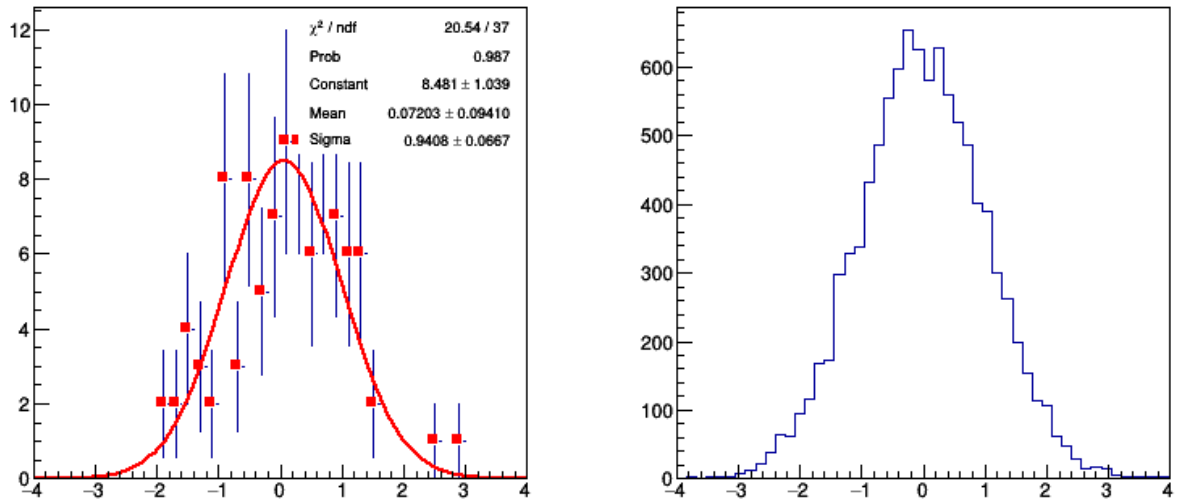 χ² / ndf 20.54 / 37
Prob 0.987
Constant 8.481 ± 1.039
Mean 0.07203 ± 0.09410
Sigma 0.9408 ± 0.0667
12
10
8
6
4
2
0
−4 −3 −2 −1 0 1 2 3 4
600
500
400
300
200
100
0
−4 −3 −2 −1 0 1 2 3 4